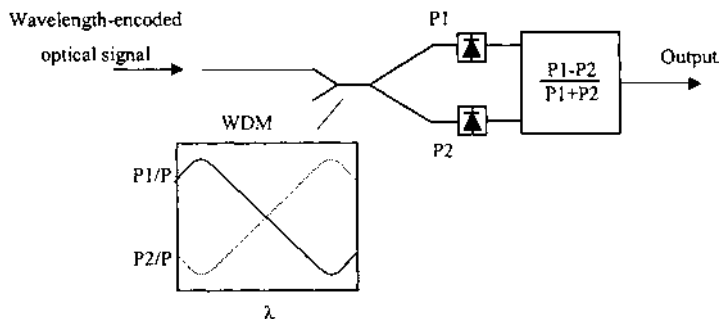 Wavelength-encoded
optical signal
P1
P1-P2
P1+P2
Output
WDM
P2
P1/P
P2/P
λ